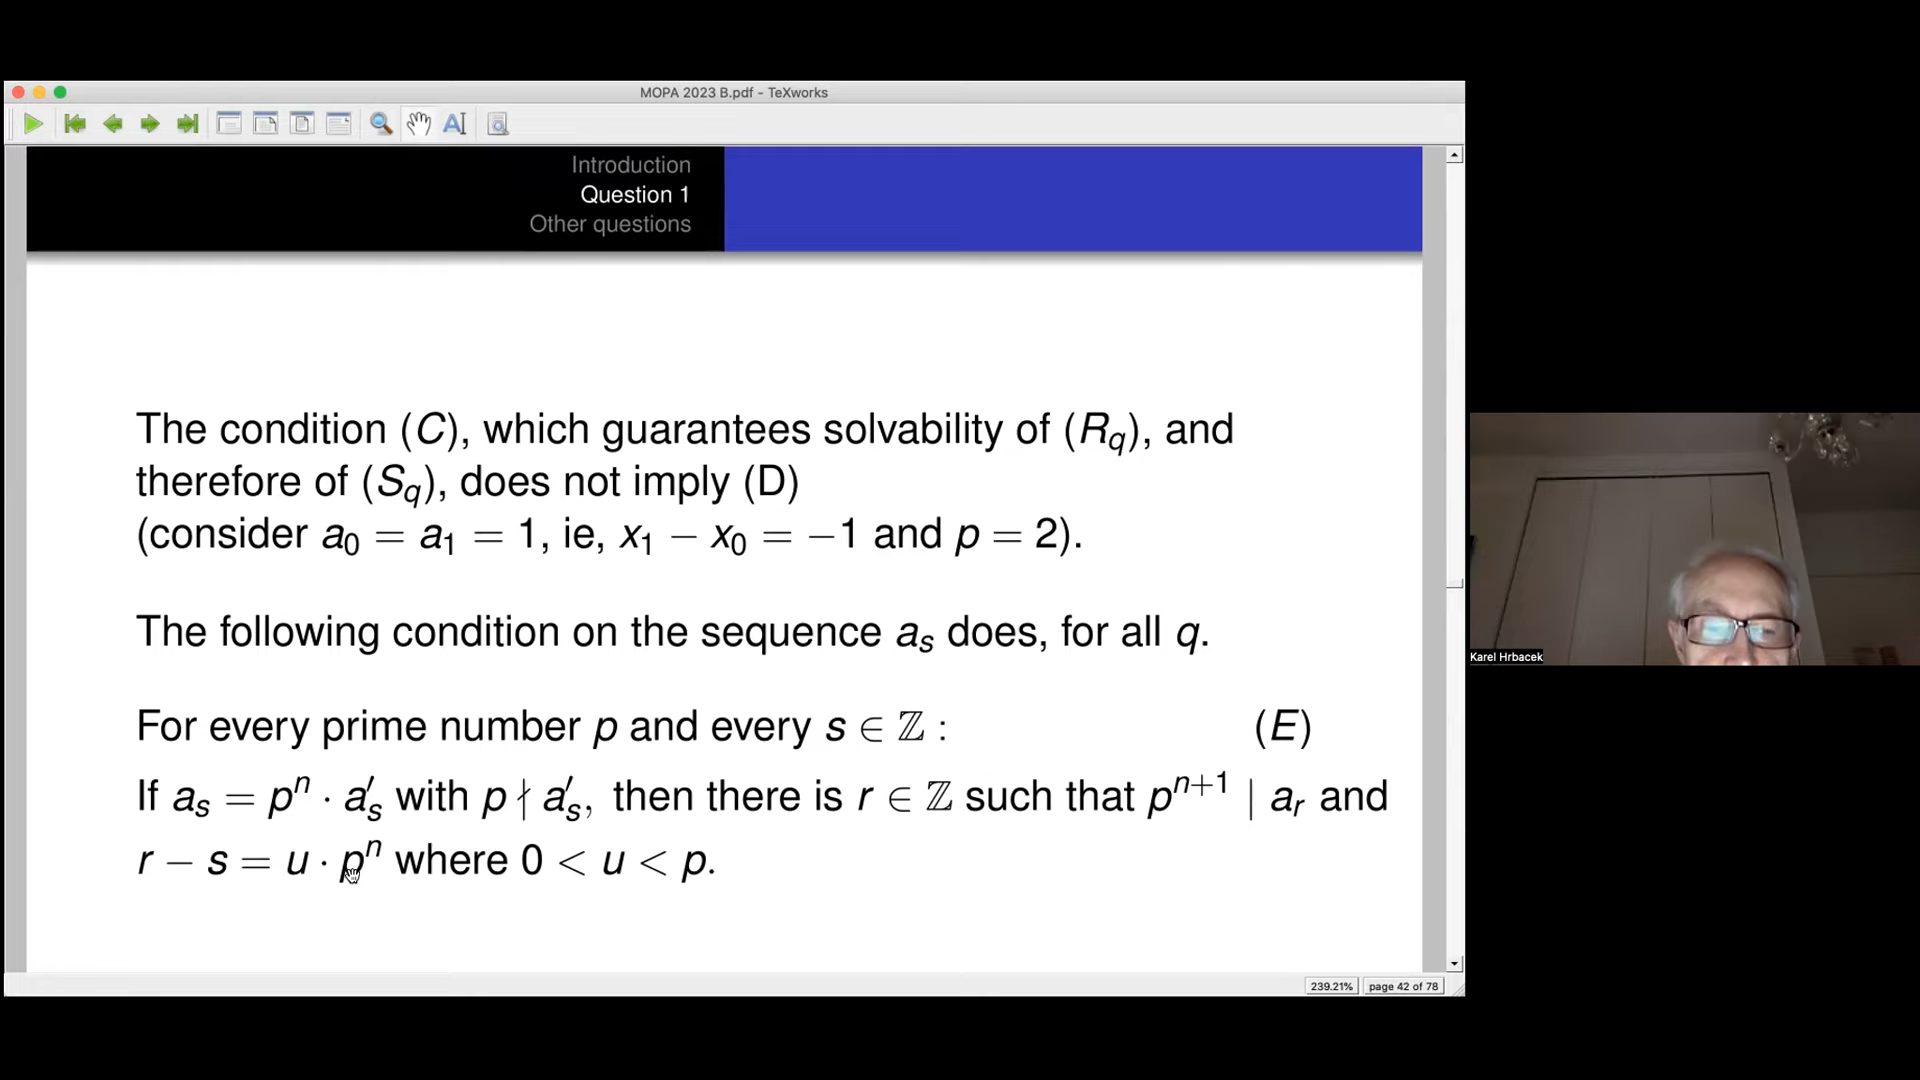 MOPA 2023 B.pdf - TeXworks
Introduction
Question 1
Other questions
The condition (C), which guarantees solvability of (R_q), and
therefore of (S_q), does not imply (D)
(consider a_0 = a_1 = 1, ie, x_1 − x_0 = −1 and p = 2).
The following condition on the sequence a_s does, for all q.
For every prime number p and every s ∈ ℤ : (E)
If a_s = p^n · a′_s with p ∤ a′_s, then there is r ∈ ℤ such that p^{n+1} | a_r and
r − s = u · p^n where 0 < u < p.
Karel Hrbacek
239.21% page 42 of 78